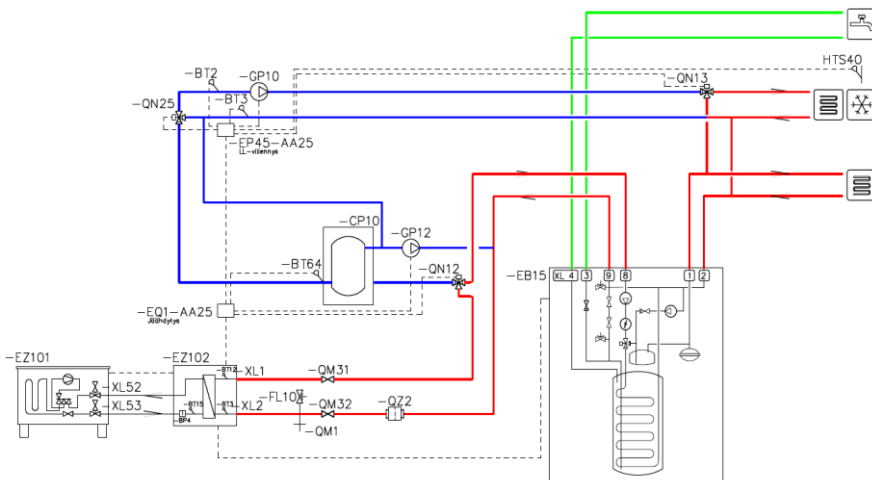 HTS40
-BT2
-GP10
-QN13
-BT3
-QN25
-EP45-AA25
LL-viilennys
-CP10
-GP12
-BT64
-QN12
-EB15
XL 4
3
9
8
1
2
-EQ1-AA25
Jäähdytys
-EZ101
-EZ102
-BT12
-XL1
-QM31
-XL52
-XL53
-BT15
-BT3
-XL2
-BP4
-FL10
-QM32
-QZ2
-QM1